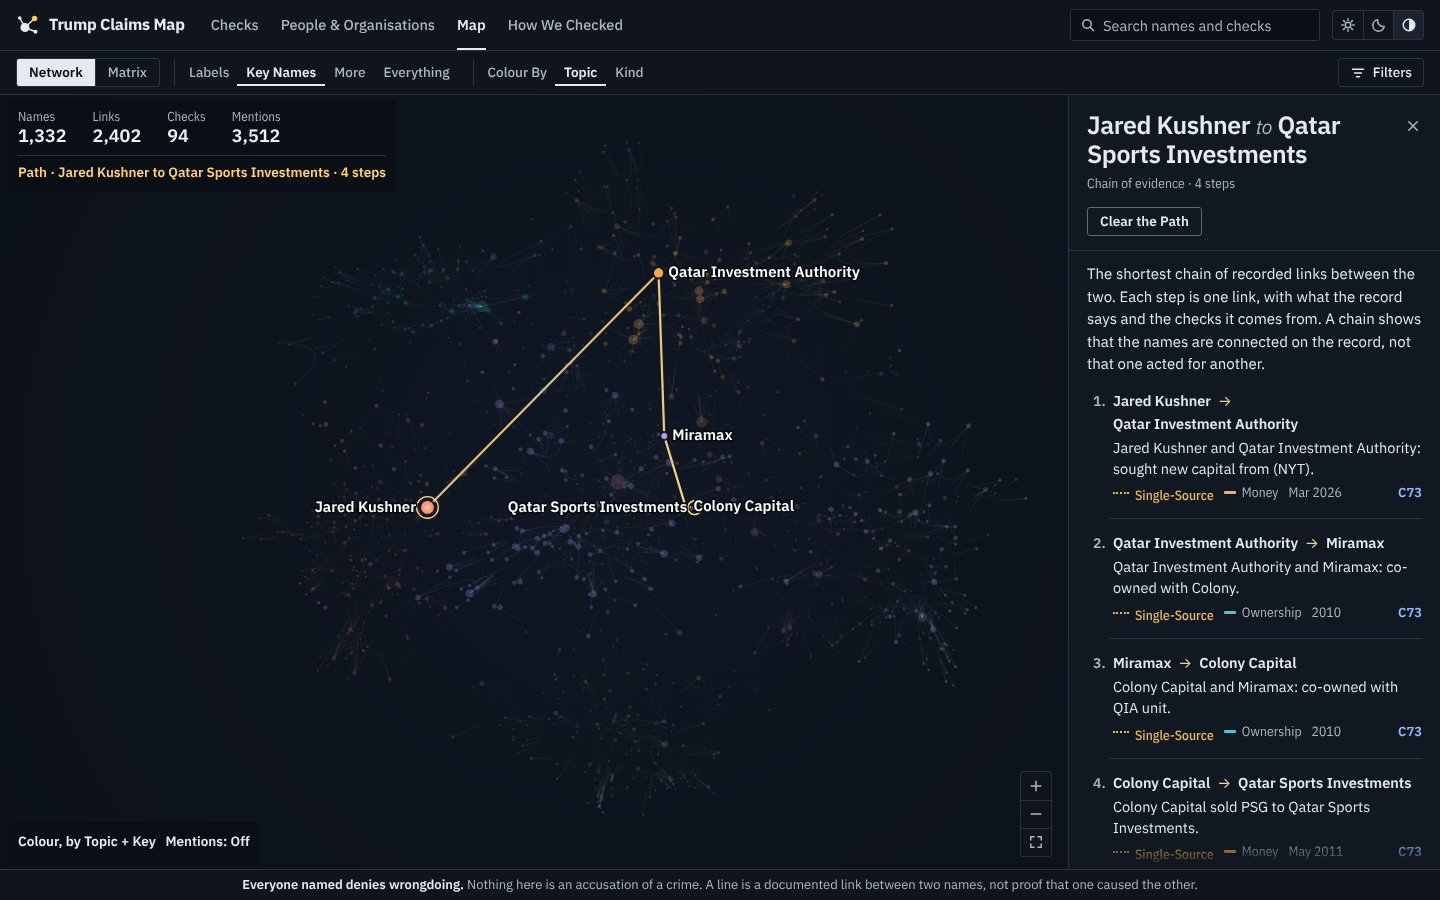 Trump Claims Map
Checks
People & Organisations
Map
How We Checked
Search names and checks
Network
Matrix
Labels
Key Names
More
Everything
Colour By
Topic
Kind
Filters
Names
Links
Checks
Mentions
1,332
2,402
94
3,512
Path · Jared Kushner to Qatar Sports Investments · 4 steps
Qatar Investment Authority
Miramax
Jared Kushner
Qatar Sports Investments
Colony Capital
Colour, by Topic + Key
Mentions: Off
Jared Kushner to Qatar
Sports Investments
Chain of evidence · 4 steps
Clear the Path
The shortest chain of recorded links between the
two. Each step is one link, with what the record
says and the checks it comes from. A chain shows
that the names are connected on the record, not
that one acted for another.
1. Jared Kushner →
Qatar Investment Authority
Jared Kushner and Qatar Investment Authority:
sought new capital from (NYT).
Single-Source Money Mar 2026 C73
2. Qatar Investment Authority → Miramax
Qatar Investment Authority and Miramax: co-
owned with Colony.
Single-Source Ownership 2010 C73
3. Miramax → Colony Capital
Colony Capital and Miramax: co-owned with
QIA unit.
Single-Source Ownership 2010 C73
4. Colony Capital → Qatar Sports Investments
Colony Capital sold PSG to Qatar Sports
Investments.
Single-Source Money May 2011 C73
Everyone named denies wrongdoing. Nothing here is an accusation of a crime. A line is a documented link between two names, not proof that one caused the other.